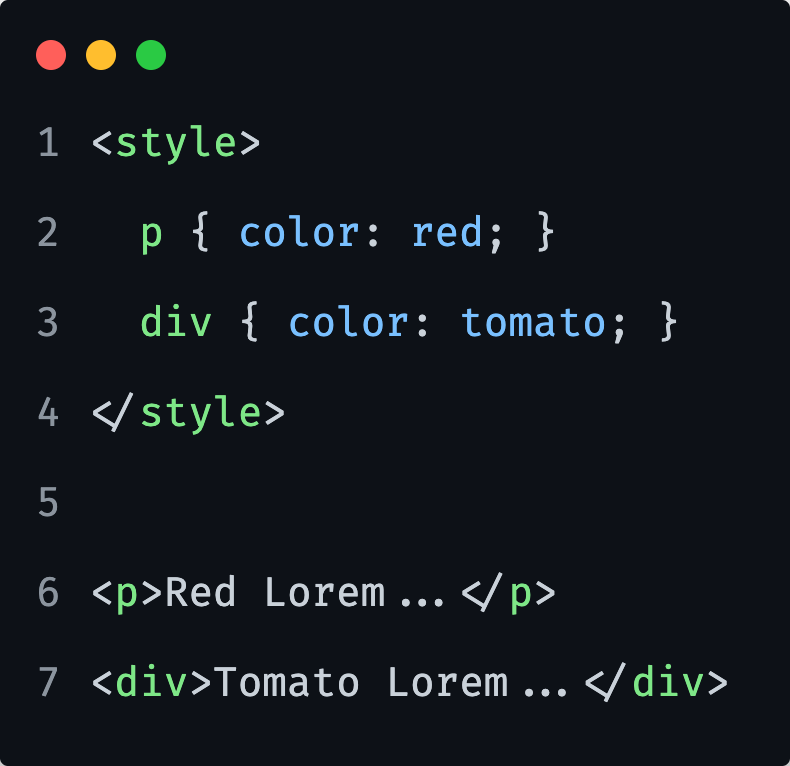 1 <style>
2   p { color: red; }
3   div { color: tomato; }
4 </style>
5
6 <p>Red Lorem...</p>
7 <div>Tomato Lorem...</div>